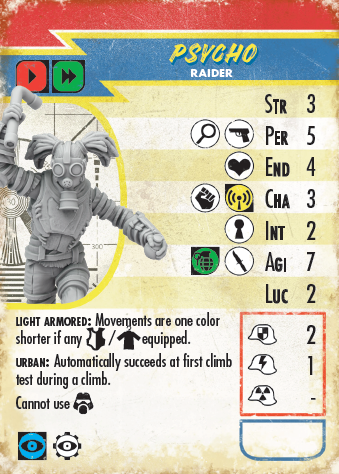 PSYCHO
RAIDER
STR 3
PER 5
END 4
CHA 3
INT 2
AGI 7
LUC 2
300
LIGHT ARMORED: Movements are one color
shorter if any / equipped.
URBAN: Automatically succeeds at first climb
test during a climb.
Cannot use
2
1
-